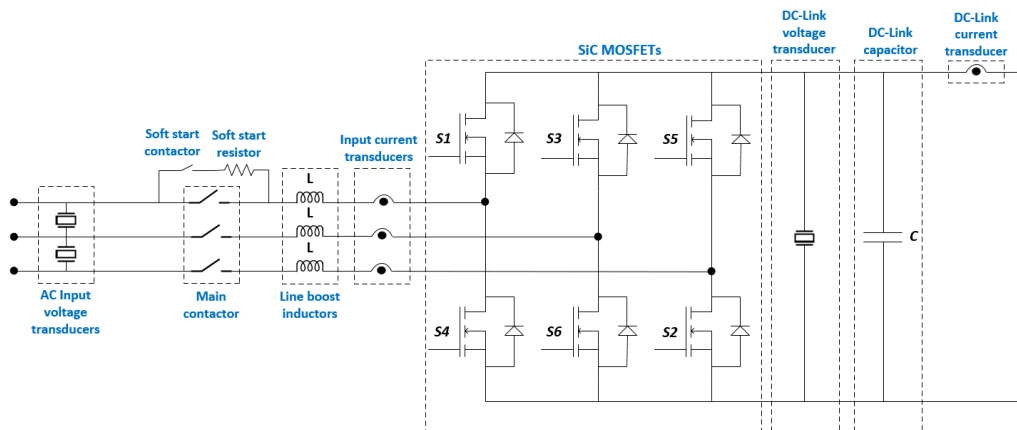 SiC MOSFETs
DC-Link
voltage
transducer
DC-Link
capacitor
DC-Link
current
transducer
Soft start
contactor
Soft start
resistor
Input current
transducers
S1
S3
S5
L
L
L
C
AC Input
voltage
transducers
Main
contactor
Line boost
inductors
S4
S6
S2